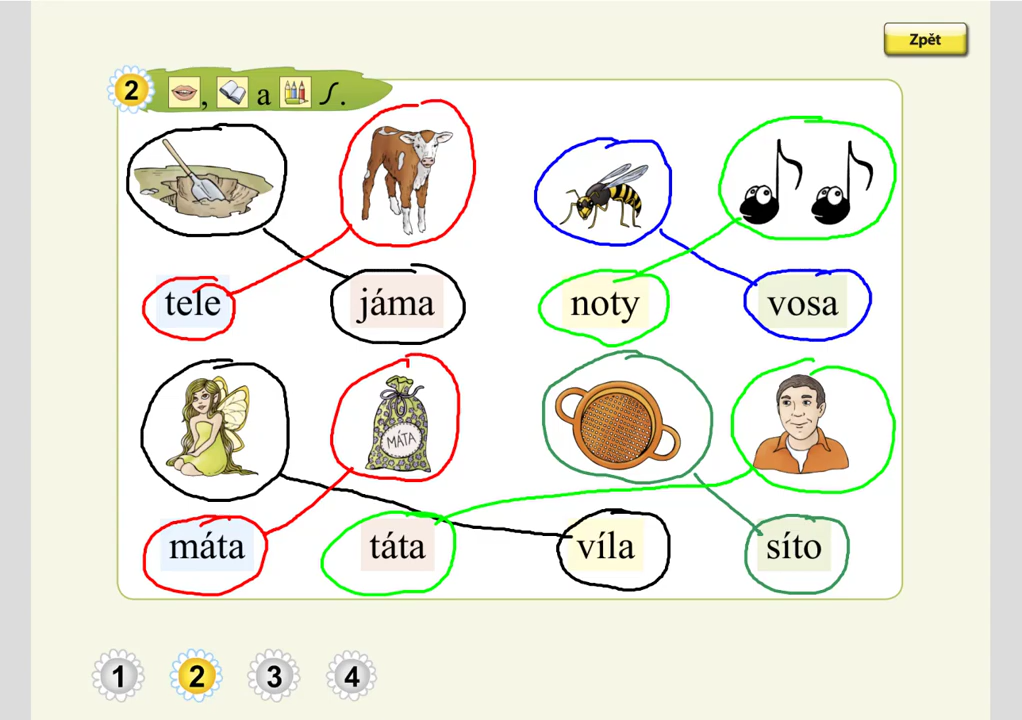 Zpět
2 , a .
tele jáma noty vosa
MÁTA
máta táta víla síto
1 2 3 4